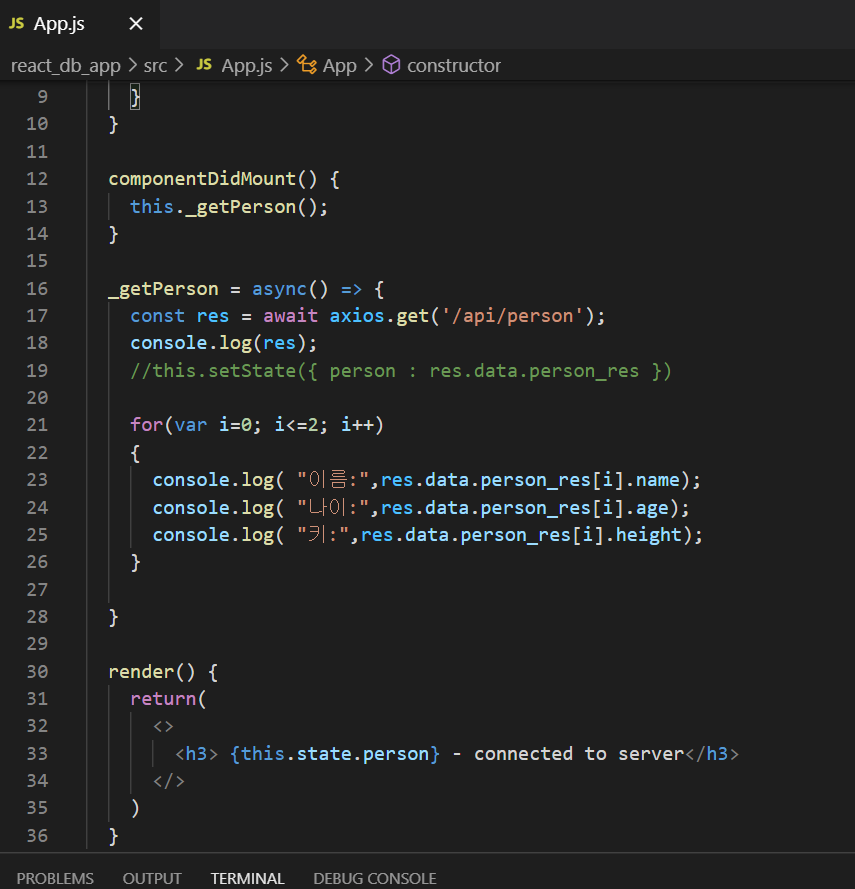 JS App.js ×
react_db_app > src > JS App.js > App > constructor
9 }
10 }
11
12 componentDidMount() {
13 this._getPerson();
14 }
15
16 _getPerson = async() => {
17 const res = await axios.get('/api/person');
18 console.log(res);
19 //this.setState({ person : res.data.person_res })
20
21 for(var i=0; i<=2; i++)
22 {
23 console.log( "이름:",res.data.person_res[i].name);
24 console.log( "나이:",res.data.person_res[i].age);
25 console.log( "키:",res.data.person_res[i].height);
26 }
27
28 }
29
30 render() {
31 return(
32 <>
33 <h3> {this.state.person} - connected to server</h3>
34 </>
35 )
36 }
PROBLEMS OUTPUT TERMINAL DEBUG CONSOLE